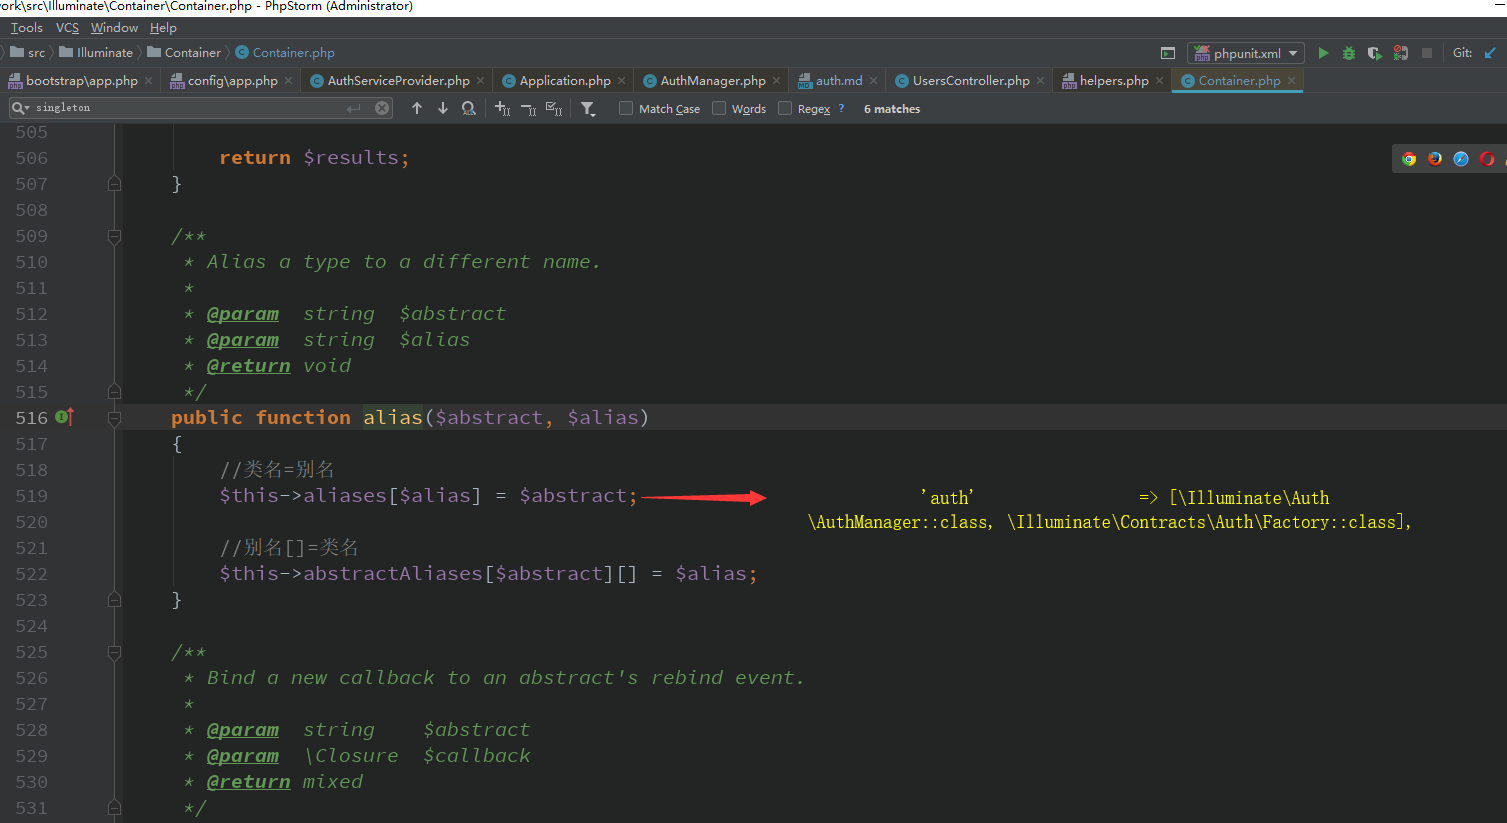 ork\src\Illuminate\Container\Container.php - PhpStorm (Administrator)
Tools VCS Window Help
src Illuminate Container Container.php phpunit.xml Git:
bootstrap\app.php config\app.php AuthServiceProvider.php Application.php AuthManager.php auth.md UsersController.php helpers.php Container.php
singleton Match Case Words Regex ? 6 matches
505
506 return $results;
507 }
508
509 /**
510 * Alias a type to a different name.
511 *
512 * @param string $abstract
513 * @param string $alias
514 * @return void
515 */
516 public function alias($abstract, $alias)
517 {
518 //类名=别名
519 $this->aliases[$alias] = $abstract; 'auth' => [\Illuminate\Auth
\AuthManager::class, \Illuminate\Contracts\Auth\Factory::class],
520
521 //别名[]=类名
522 $this->abstractAliases[$abstract][] = $alias;
523 }
524
525 /**
526 * Bind a new callback to an abstract's rebind event.
527 *
528 * @param string $abstract
529 * @param \Closure $callback
530 * @return mixed
531 */